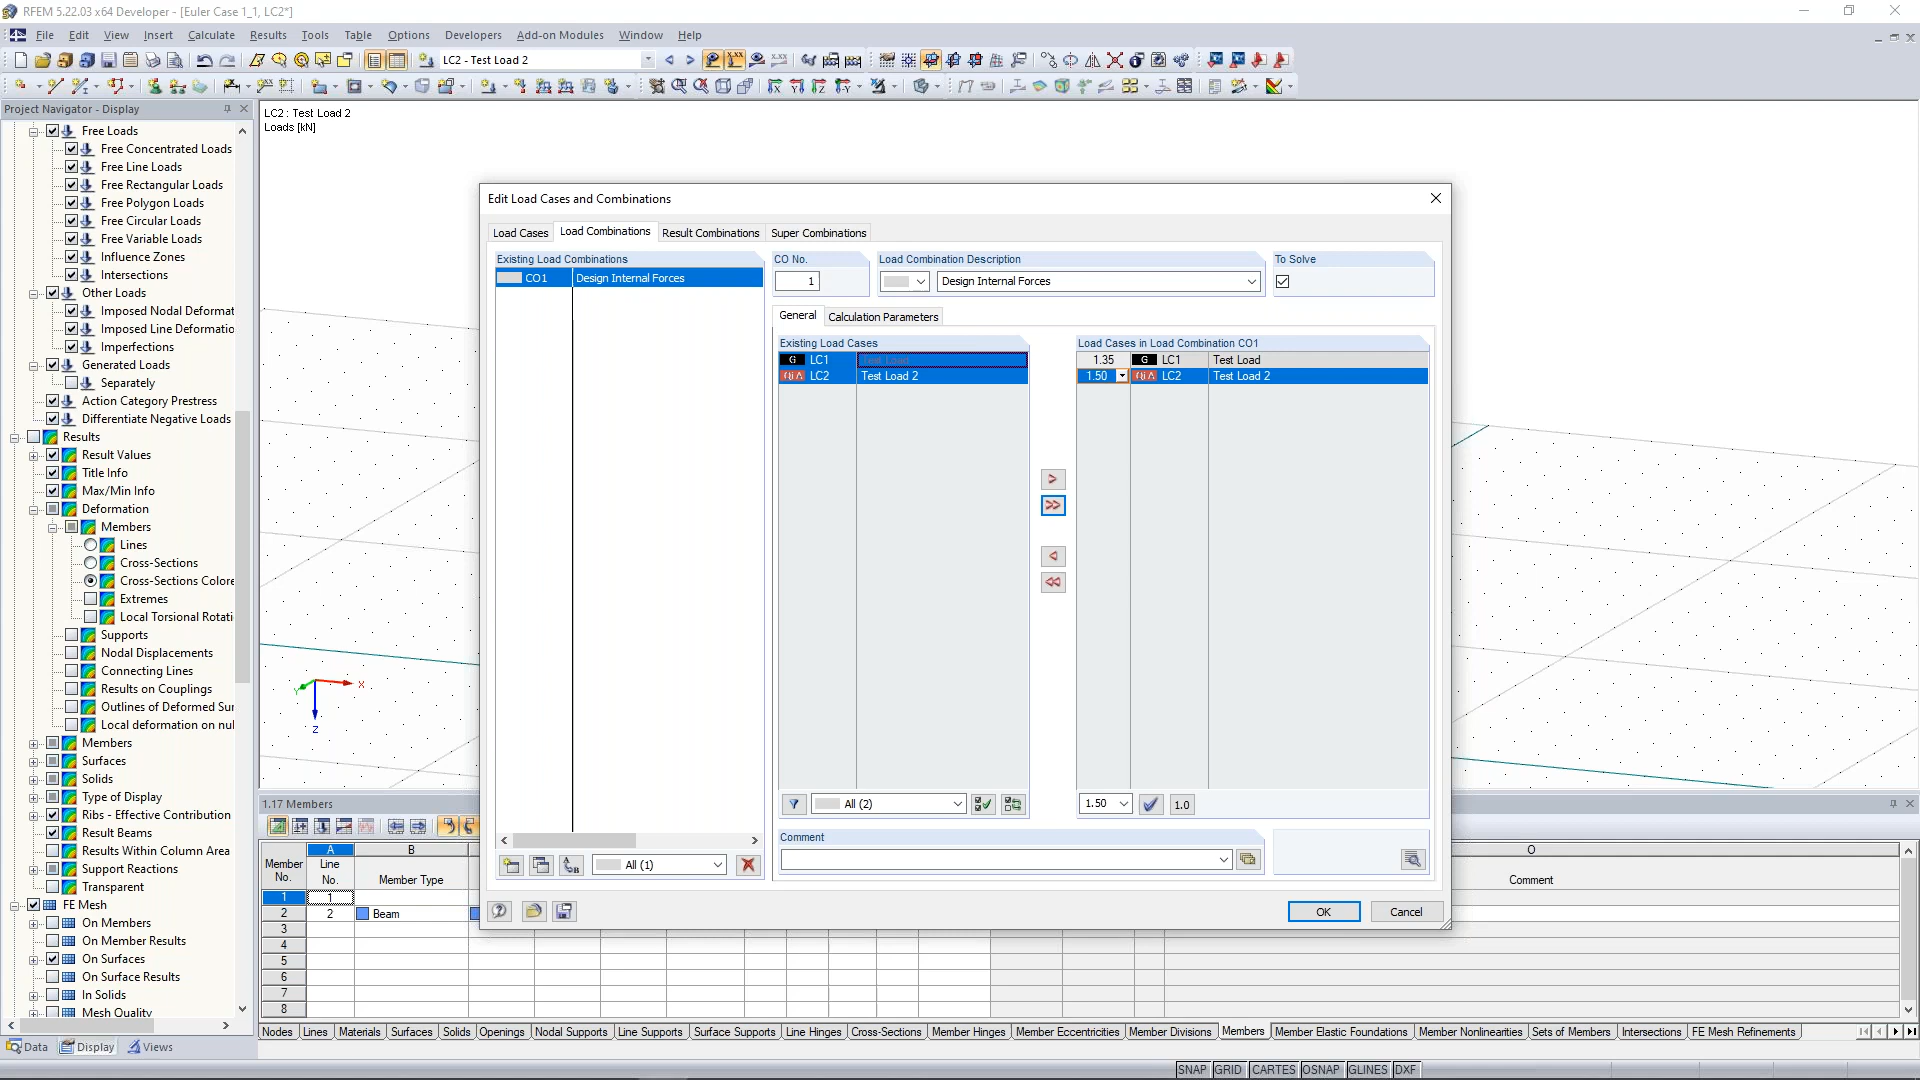 RFEM 5.22.03 x64 Developer - [Euler Case 1_1, LC2*]
File Edit View Insert Calculate Results Tools Table Options Developers Add-on Modules Window Help
LC2 - Test Load 2
Project Navigator - Display
Free Loads
Free Concentrated Loads
Free Line Loads
Free Rectangular Loads
Free Polygon Loads
Free Circular Loads
Free Variable Loads
Influence Zones
Intersections
Other Loads
Imposed Nodal Deformat
Imposed Line Deformatio
Imperfections
Generated Loads
Separately
Action Category Prestress
Differentiate Negative Loads
Results
Result Values
Title Info
Max/Min Info
Deformation
Members
Lines
Cross-Sections
Cross-Sections Colore
Extremes
Local Torsional Rotati
Supports
Nodal Displacements
Connecting Lines
Results on Couplings
Outlines of Deformed Sur
Local deformation on nul
Members
Surfaces
Solids
Type of Display
Ribs - Effective Contribution
Result Beams
Results Within Column Area
Support Reactions
Transparent
FE Mesh
On Members
On Member Results
On Surfaces
On Surface Results
In Solids
Mesh Quality
Data Display Views
LC2 : Test Load 2
Loads [kN]
X
Y
Z
Edit Load Cases and Combinations
Load Cases Load Combinations Result Combinations Super Combinations
Existing Load Combinations
CO1 Design Internal Forces
All (1)
CO No.
1
Load Combination Description
Design Internal Forces
To Solve
General Calculation Parameters
Existing Load Cases
G LC1 Test Load
Qi A LC2 Test Load 2
All (2)
Load Cases in Load Combination CO1
1.35 G LC1 Test Load
1.50 Qi A LC2 Test Load 2
1.50 1.0
Comment
OK Cancel
1.17 Members
A B O
Member No. Line No. Member Type Comment
1 1
2 2 Beam
3
4
5
6
7
8
Nodes Lines Materials Surfaces Solids Openings Nodal Supports Line Supports Surface Supports Line Hinges Cross-Sections Member Hinges Member Eccentricities Member Divisions Members Member Elastic Foundations Member Nonlinearities Sets of Members Intersections FE Mesh Refinements
SNAP GRID CARTES OSNAP GLINES DXF